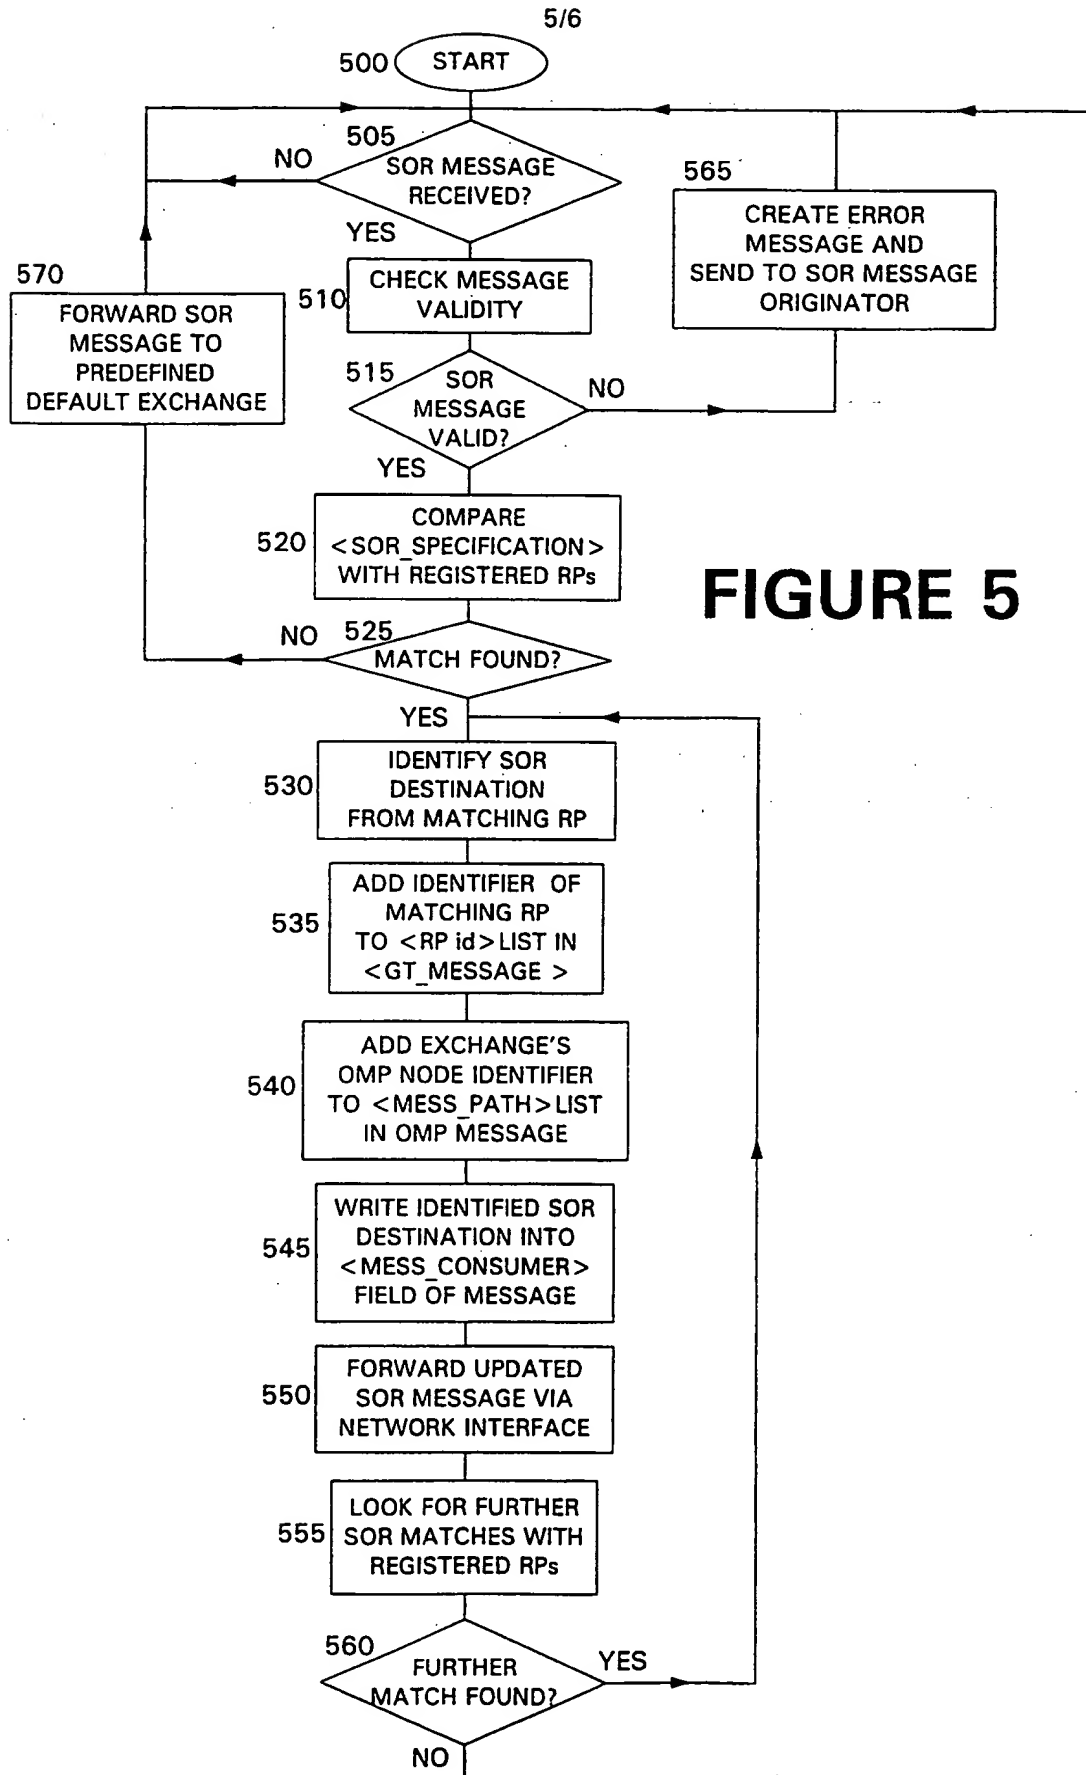 5/6
500
START
505
SOR MESSAGE
RECEIVED?
NO
YES
565
CREATE ERROR
MESSAGE AND
SEND TO SOR MESSAGE
ORIGINATOR
570
FORWARD SOR
MESSAGE TO
PREDEFINED
DEFAULT EXCHANGE
510
CHECK MESSAGE
VALIDITY
515
SOR
MESSAGE
VALID?
NO
YES
520
COMPARE
<SOR_SPECIFICATION>
WITH REGISTERED RPs
FIGURE 5
NO
525
MATCH FOUND?
YES
530
IDENTIFY SOR
DESTINATION
FROM MATCHING RP
535
ADD IDENTIFIER OF
MATCHING RP
TO <RP id> LIST IN
<GT_MESSAGE >
540
ADD EXCHANGE'S
OMP NODE IDENTIFIER
TO <MESS_PATH> LIST
IN OMP MESSAGE
545
WRITE IDENTIFIED SOR
DESTINATION INTO
<MESS_CONSUMER>
FIELD OF MESSAGE
550
FORWARD UPDATED
SOR MESSAGE VIA
NETWORK INTERFACE
555
LOOK FOR FURTHER
SOR MATCHES WITH
REGISTERED RPs
560
FURTHER
MATCH FOUND?
YES
NO